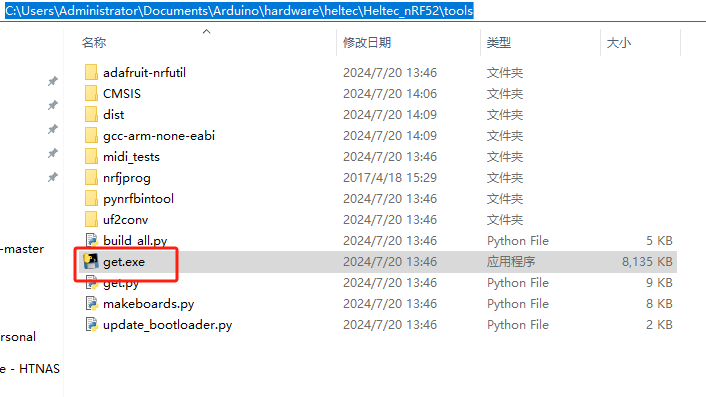 C:\Users\Administrator\Documents\Arduino\hardware\heltec\Heltec_nRF52\tools
名称 修改日期 类型 大小
adafruit-nrfutil 2024/7/20 13:46 文件夹
CMSIS 2024/7/20 14:06 文件夹
dist 2024/7/20 14:09 文件夹
gcc-arm-none-eabi 2024/7/20 14:09 文件夹
midi_tests 2024/7/20 13:46 文件夹
nrfjprog 2017/4/18 15:29 文件夹
pynrfbintool 2024/7/20 13:46 文件夹
uf2conv 2024/7/20 13:46 文件夹
build_all.py 2024/7/20 13:46 Python File 5 KB
-master
get.exe 2024/7/20 13:46 应用程序 8,135 KB
get.py 2024/7/20 13:46 Python File 9 KB
makeboards.py 2024/7/20 13:46 Python File 8 KB
update_bootloader.py 2024/7/20 13:46 Python File 2 KB
ersonal
e - HTNAS